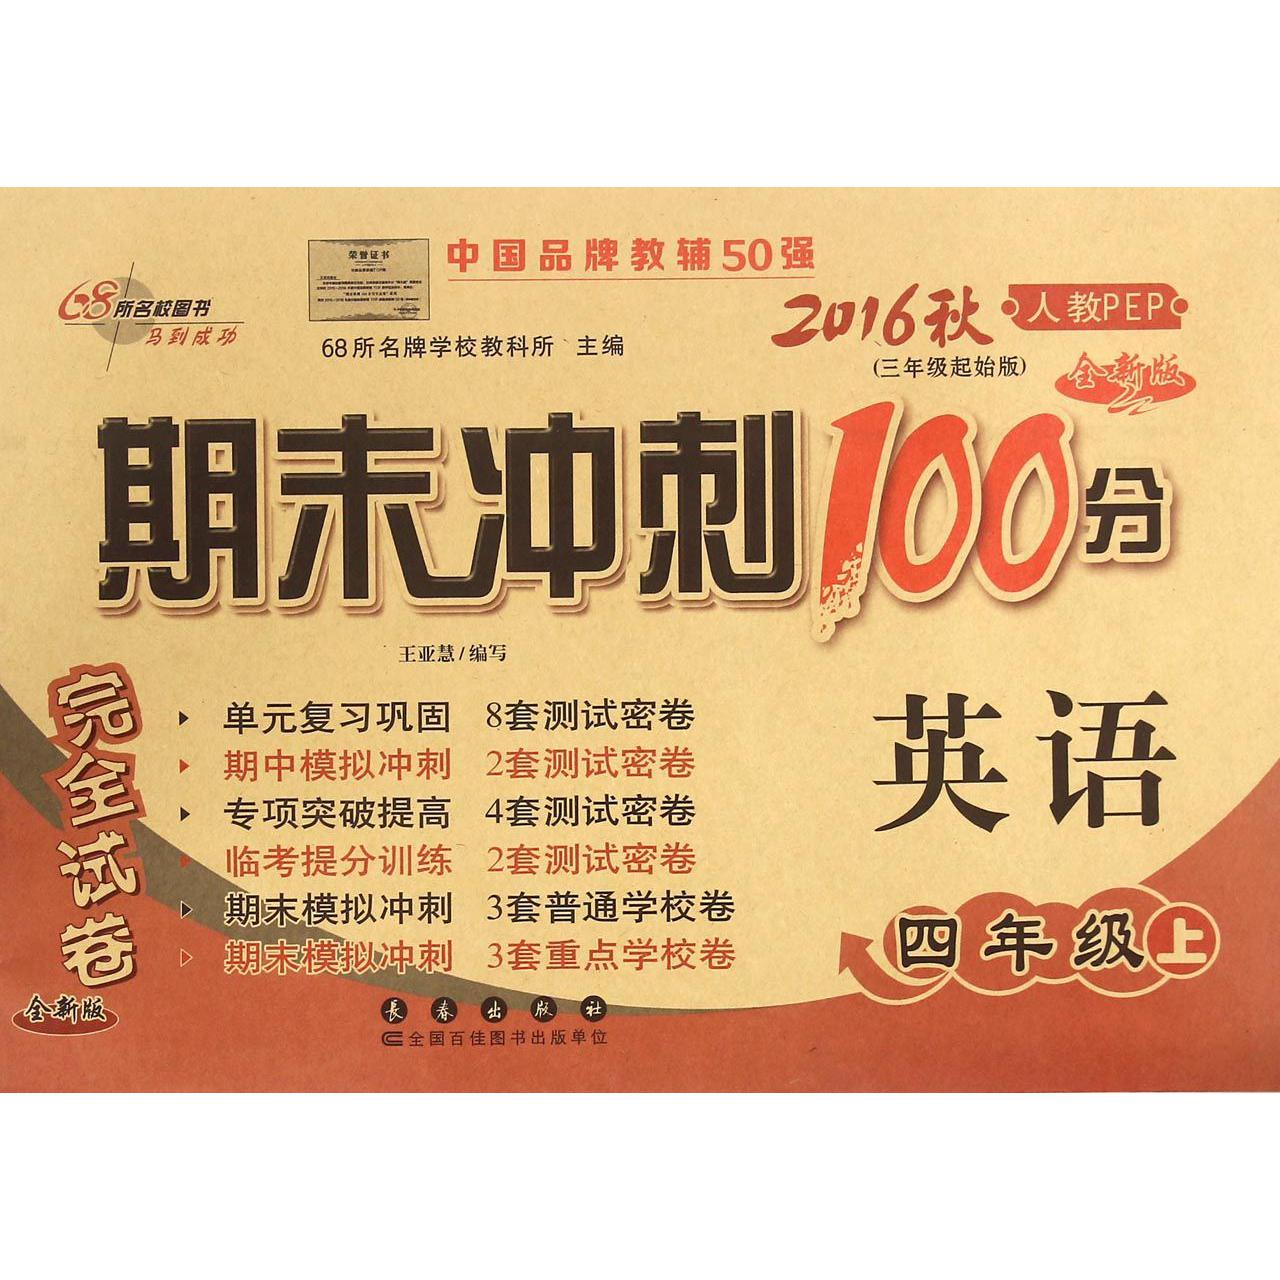 中国品牌教辅50强
荣誉证书
68所名校图书
马到成功
68所名牌学校教科所 主编
2016秋
人教PEP
(三年级起始版)
全新版
期末冲刺100分
王亚慧/编写
完全试卷
全新版
单元复习巩固 8套测试密卷
期中模拟冲刺 2套测试密卷
专项突破提高 4套测试密卷
临考提分训练 2套测试密卷
期末模拟冲刺 3套普通学校卷
期末模拟冲刺 3套重点学校卷
英语
四年级上
長春出版社
全国百佳图书出版单位